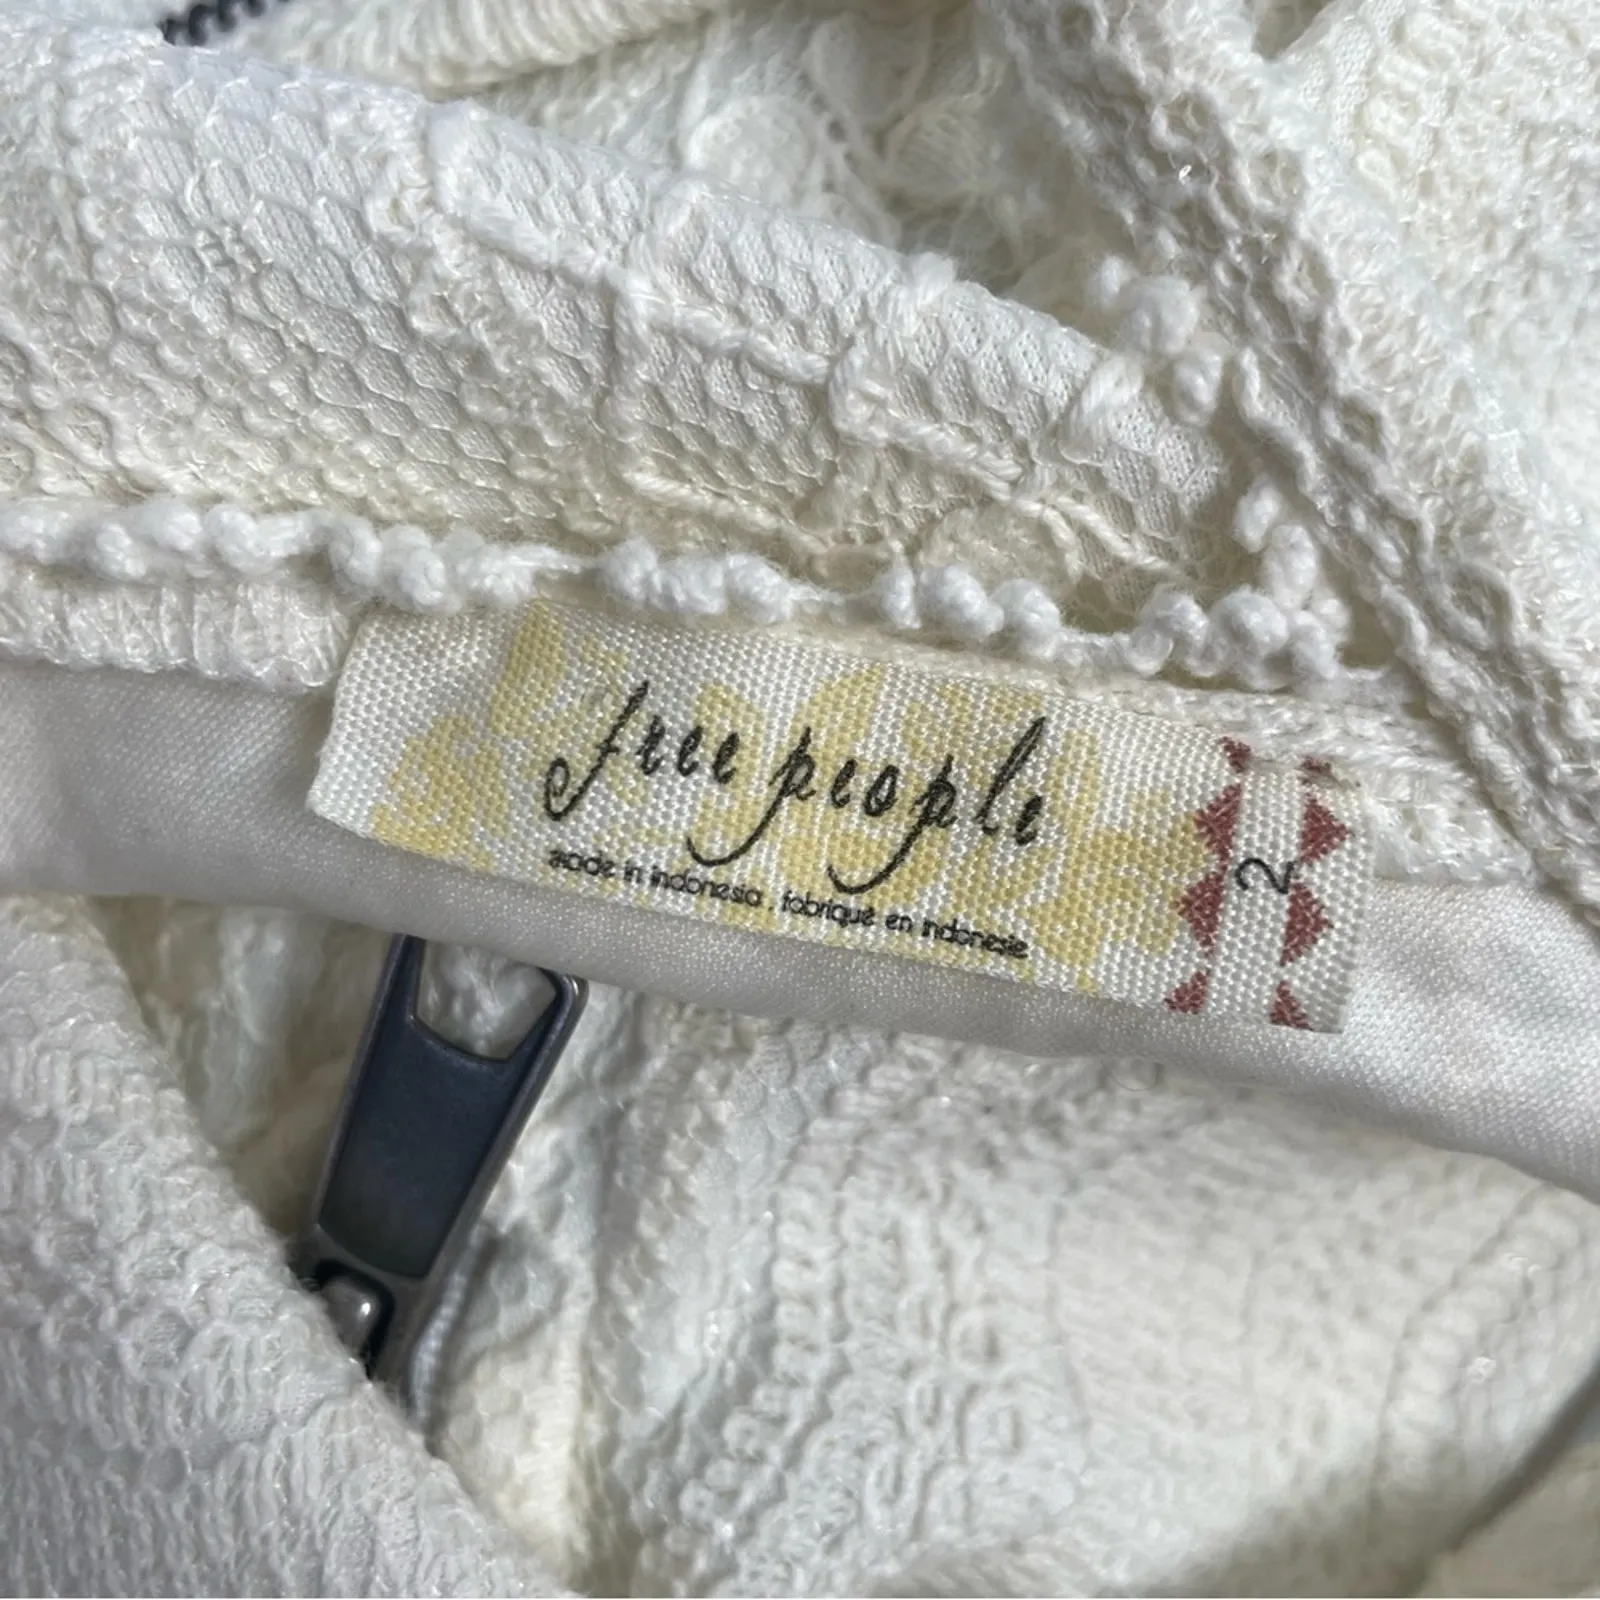 free people
made in indonesia . fabriqué en indonesie
2